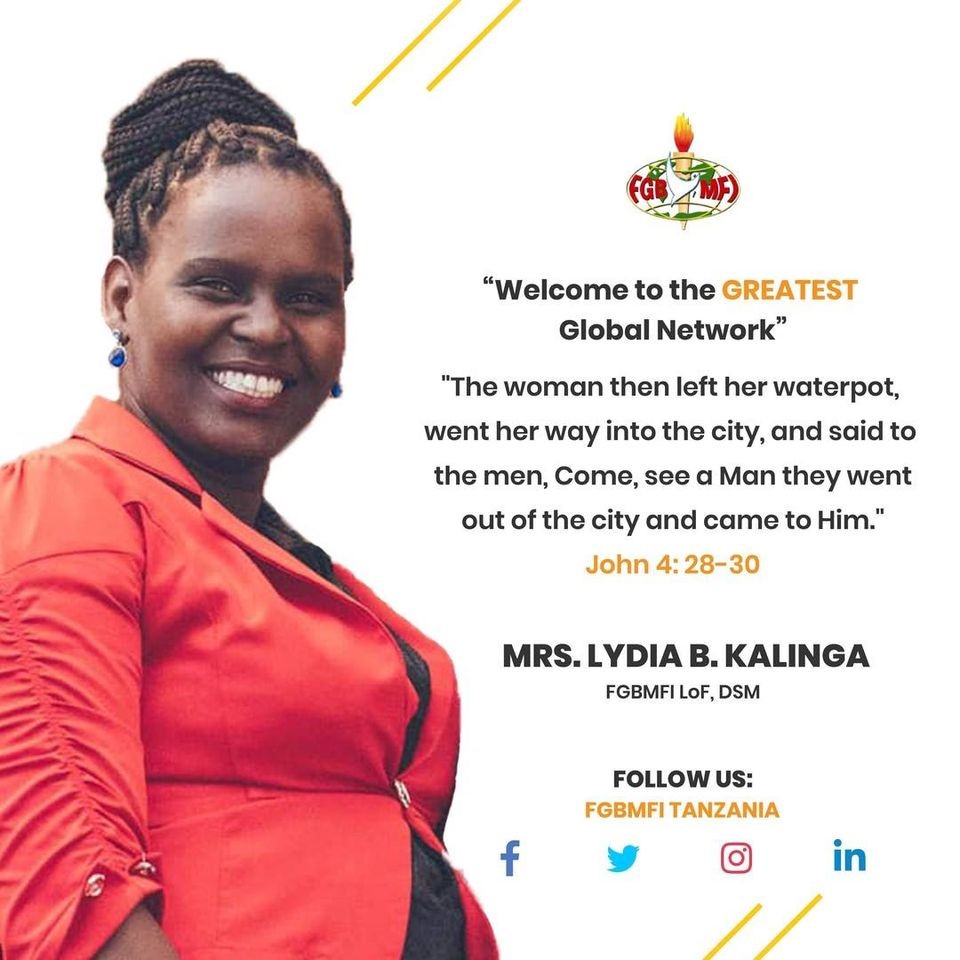 FGB MFI
“Welcome to the GREATEST
Global Network”
"The woman then left her waterpot,
went her way into the city, and said to
the men, Come, see a Man they went
out of the city and came to Him."
John 4: 28-30
MRS. LYDIA B. KALINGA
FGBMFI LoF, DSM
FOLLOW US:
FGBMFI TANZANIA